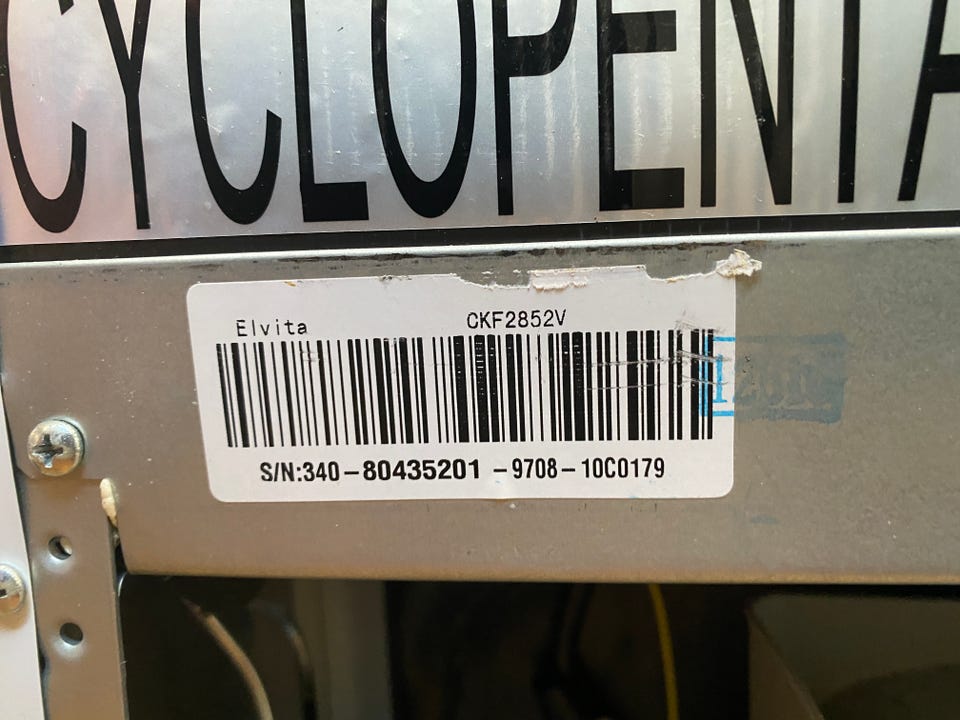 CYCLOPENTA
Elvita CKF2852V
S/N:340-80435201-9708-10C0179